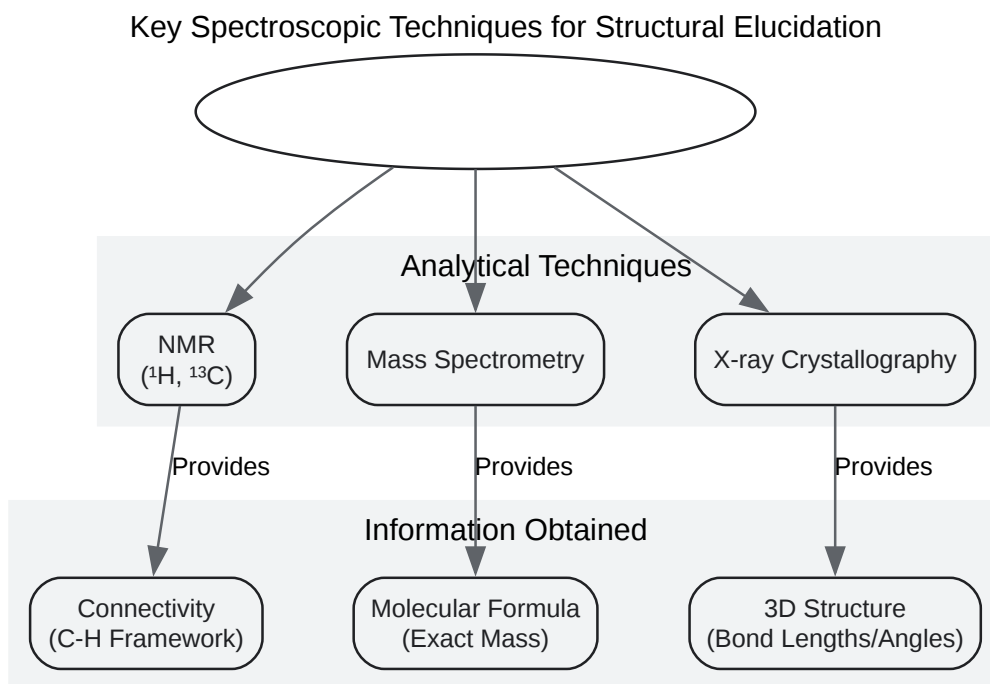 Key Spectroscopic Techniques for Structural Elucidation
Analytical Techniques
NMR
(¹H, ¹³C)
Mass Spectrometry
X-ray Crystallography
Provides
Provides
Provides
Information Obtained
Connectivity
(C-H Framework)
Molecular Formula
(Exact Mass)
3D Structure
(Bond Lengths/Angles)